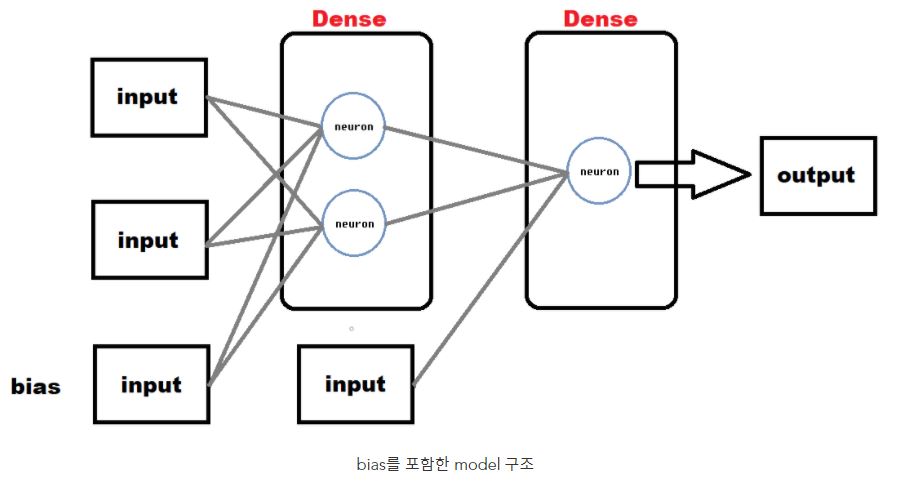 Dense
Dense
input
neuron
neuron
output
input
neuron
bias
input
input
bias를 포함한 model 구조